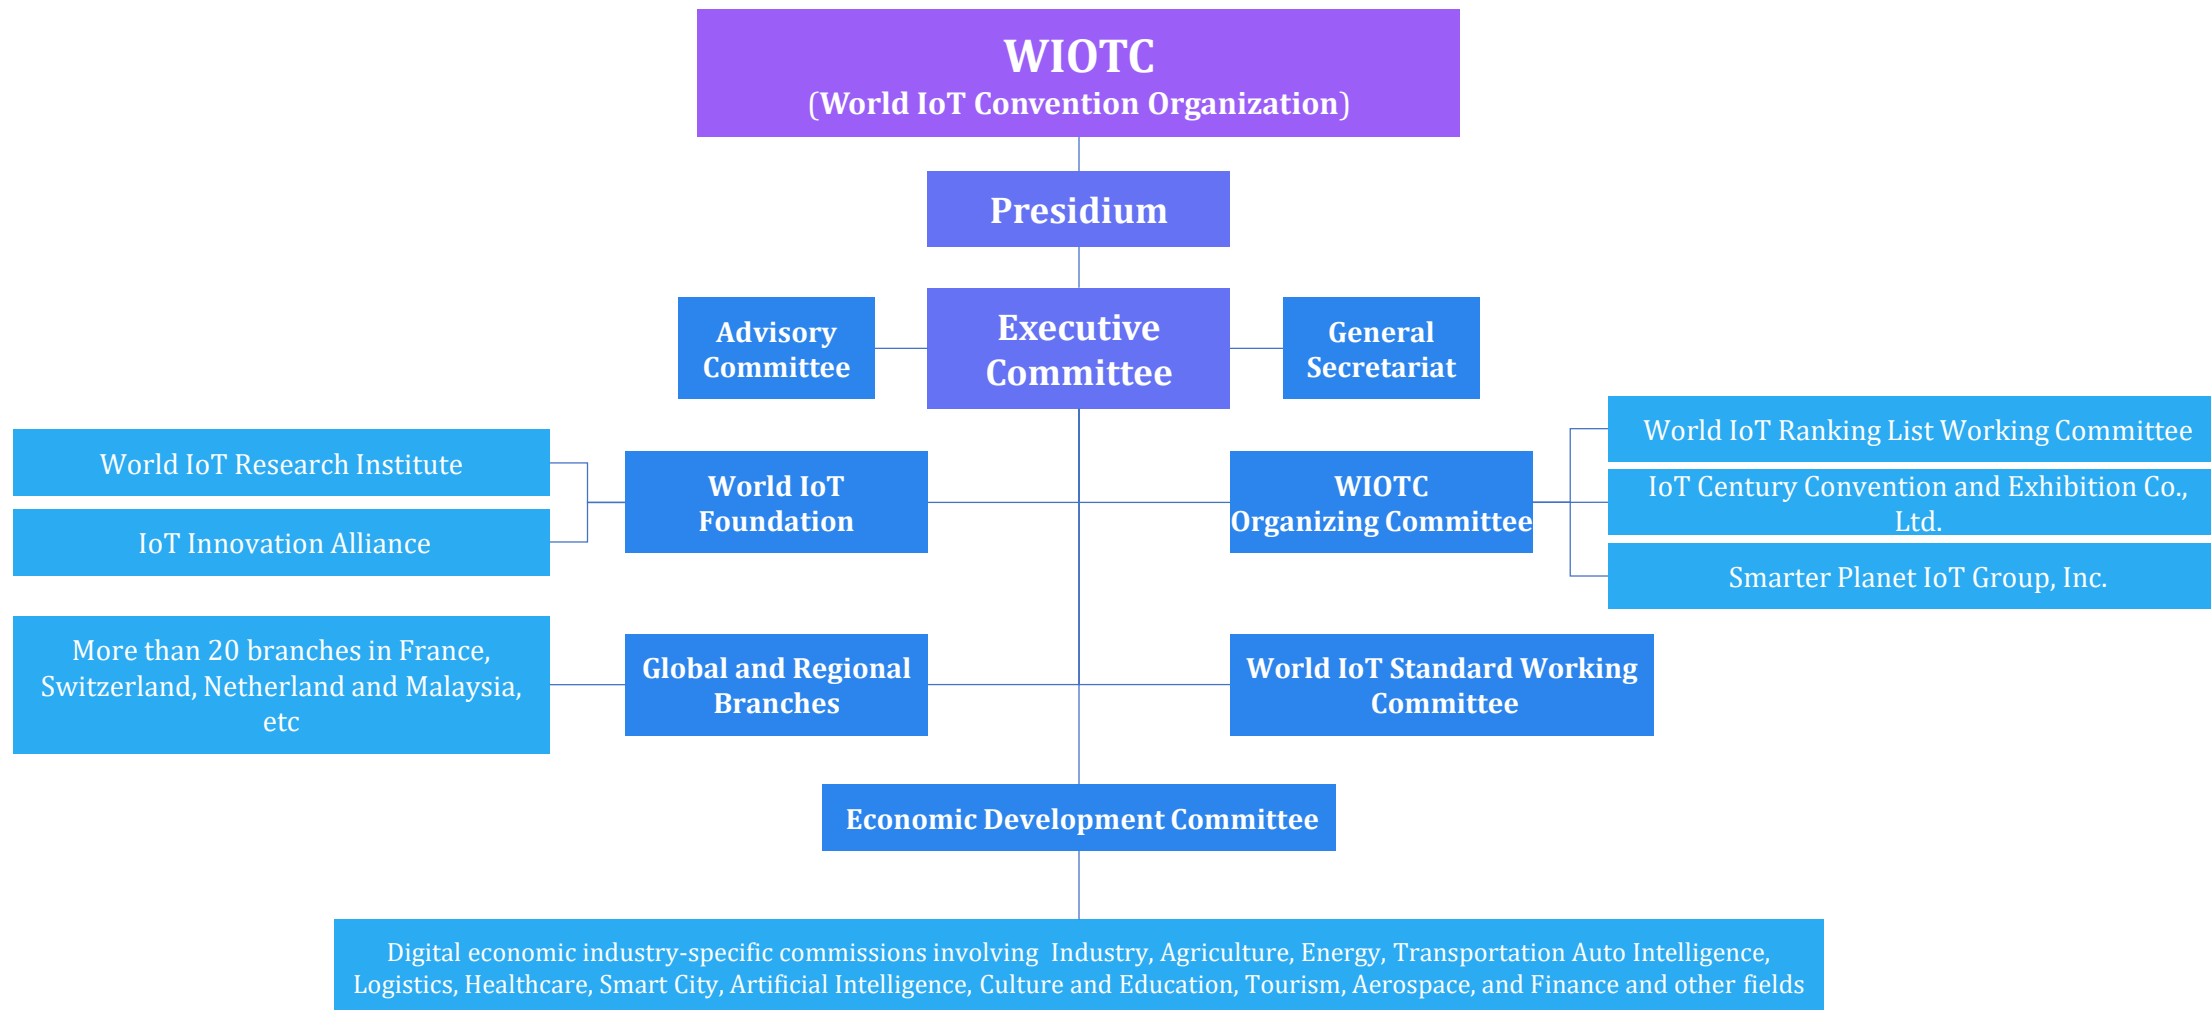 WIOTC
(World IoT Convention Organization)
Presidium
Advisory
Committee
Executive
Committee
General
Secretariat
World IoT Research Institute
IoT Innovation Alliance
World IoT
Foundation
WIOTC
Organizing Committee
World IoT Ranking List Working Committee
IoT Century Convention and Exhibition Co.,
Ltd.
Smarter Planet IoT Group, Inc.
More than 20 branches in France,
Switzerland, Netherland and Malaysia,
etc
Global and Regional
Branches
World IoT Standard Working
Committee
Economic Development Committee
Digital economic industry-specific commissions involving  Industry, Agriculture, Energy, Transportation Auto Intelligence,
Logistics, Healthcare, Smart City, Artificial Intelligence, Culture and Education, Tourism, Aerospace, and Finance and other fields